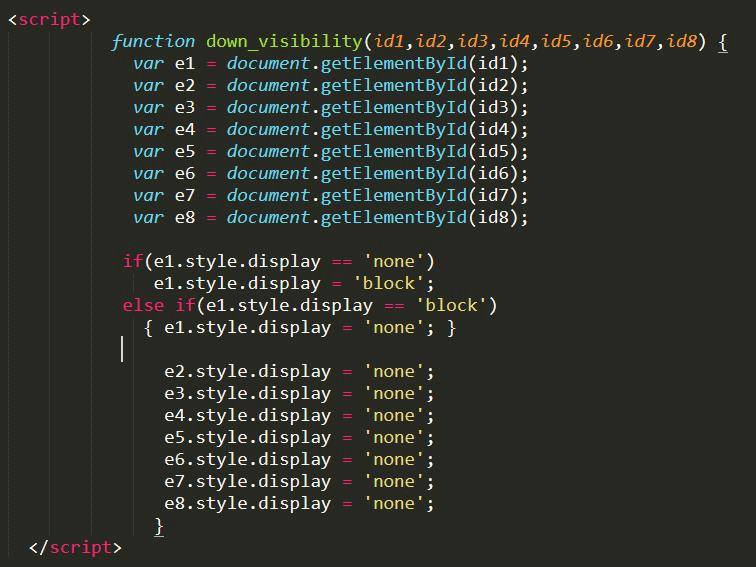 <script>
function down_visibility(id1,id2,id3,id4,id5,id6,id7,id8) {
var e1 = document.getElementById(id1);
var e2 = document.getElementById(id2);
var e3 = document.getElementById(id3);
var e4 = document.getElementById(id4);
var e5 = document.getElementById(id5);
var e6 = document.getElementById(id6);
var e7 = document.getElementById(id7);
var e8 = document.getElementById(id8);
if(e1.style.display == 'none')
e1.style.display = 'block';
else if(e1.style.display == 'block')
{ e1.style.display = 'none'; }
e2.style.display = 'none';
e3.style.display = 'none';
e4.style.display = 'none';
e5.style.display = 'none';
e6.style.display = 'none';
e7.style.display = 'none';
e8.style.display = 'none';
}
</script>